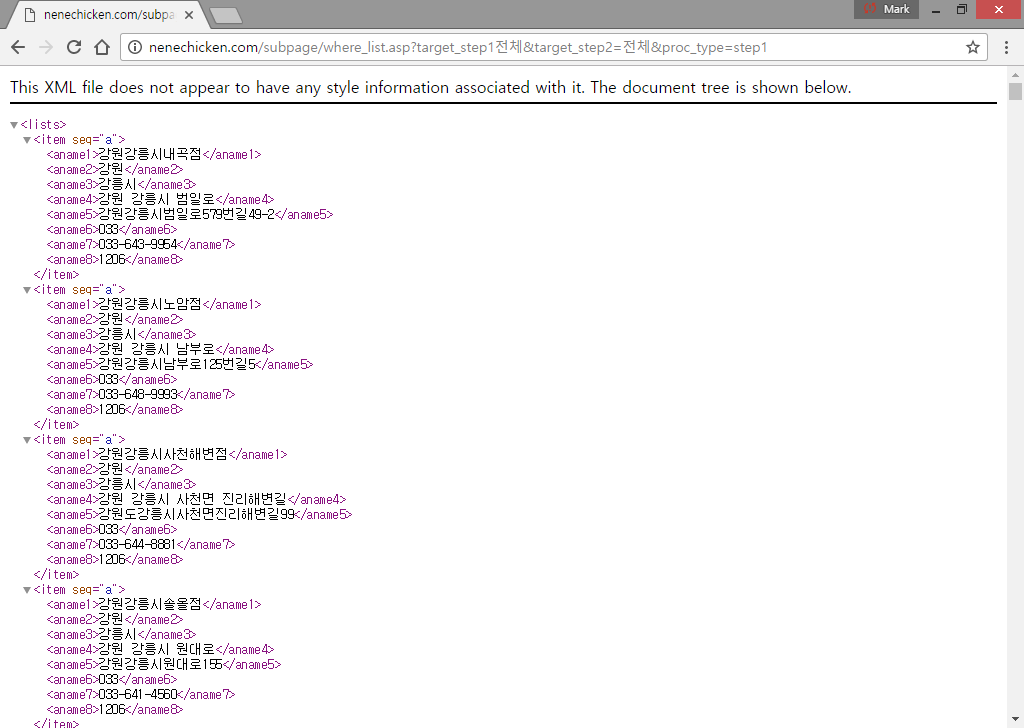 nenechicken.com/subpa
Mark
nenechicken.com/subpage/where_list.asp?target_step1전체&target_step2=전체&proc_type=step1
This XML file does not appear to have any style information associated with it. The document tree is shown below.
<lists>
<item seq="a">
<aname1>강원강릉시내곡점</aname1>
<aname2>강원</aname2>
<aname3>강릉시</aname3>
<aname4>강원 강릉시 범일로</aname4>
<aname5>강원강릉시범일로579번길49-2</aname5>
<aname6>033</aname6>
<aname7>033-643-9954</aname7>
<aname8>1206</aname8>
</item>
<item seq="a">
<aname1>강원강릉시노암점</aname1>
<aname2>강원</aname2>
<aname3>강릉시</aname3>
<aname4>강원 강릉시 남부로</aname4>
<aname5>강원강릉시남부로125번길5</aname5>
<aname6>033</aname6>
<aname7>033-648-9993</aname7>
<aname8>1206</aname8>
</item>
<item seq="a">
<aname1>강원강릉시사천해변점</aname1>
<aname2>강원</aname2>
<aname3>강릉시</aname3>
<aname4>강원 강릉시 사천면 진리해변길</aname4>
<aname5>강원도강릉시사천면진리해변길99</aname5>
<aname6>033</aname6>
<aname7>033-644-8881</aname7>
<aname8>1206</aname8>
</item>
<item seq="a">
<aname1>강원강릉시솔올점</aname1>
<aname2>강원</aname2>
<aname3>강릉시</aname3>
<aname4>강원 강릉시 원대로</aname4>
<aname5>강원강릉시원대로155</aname5>
<aname6>033</aname6>
<aname7>033-641-4560</aname7>
<aname8>1206</aname8>
</item>